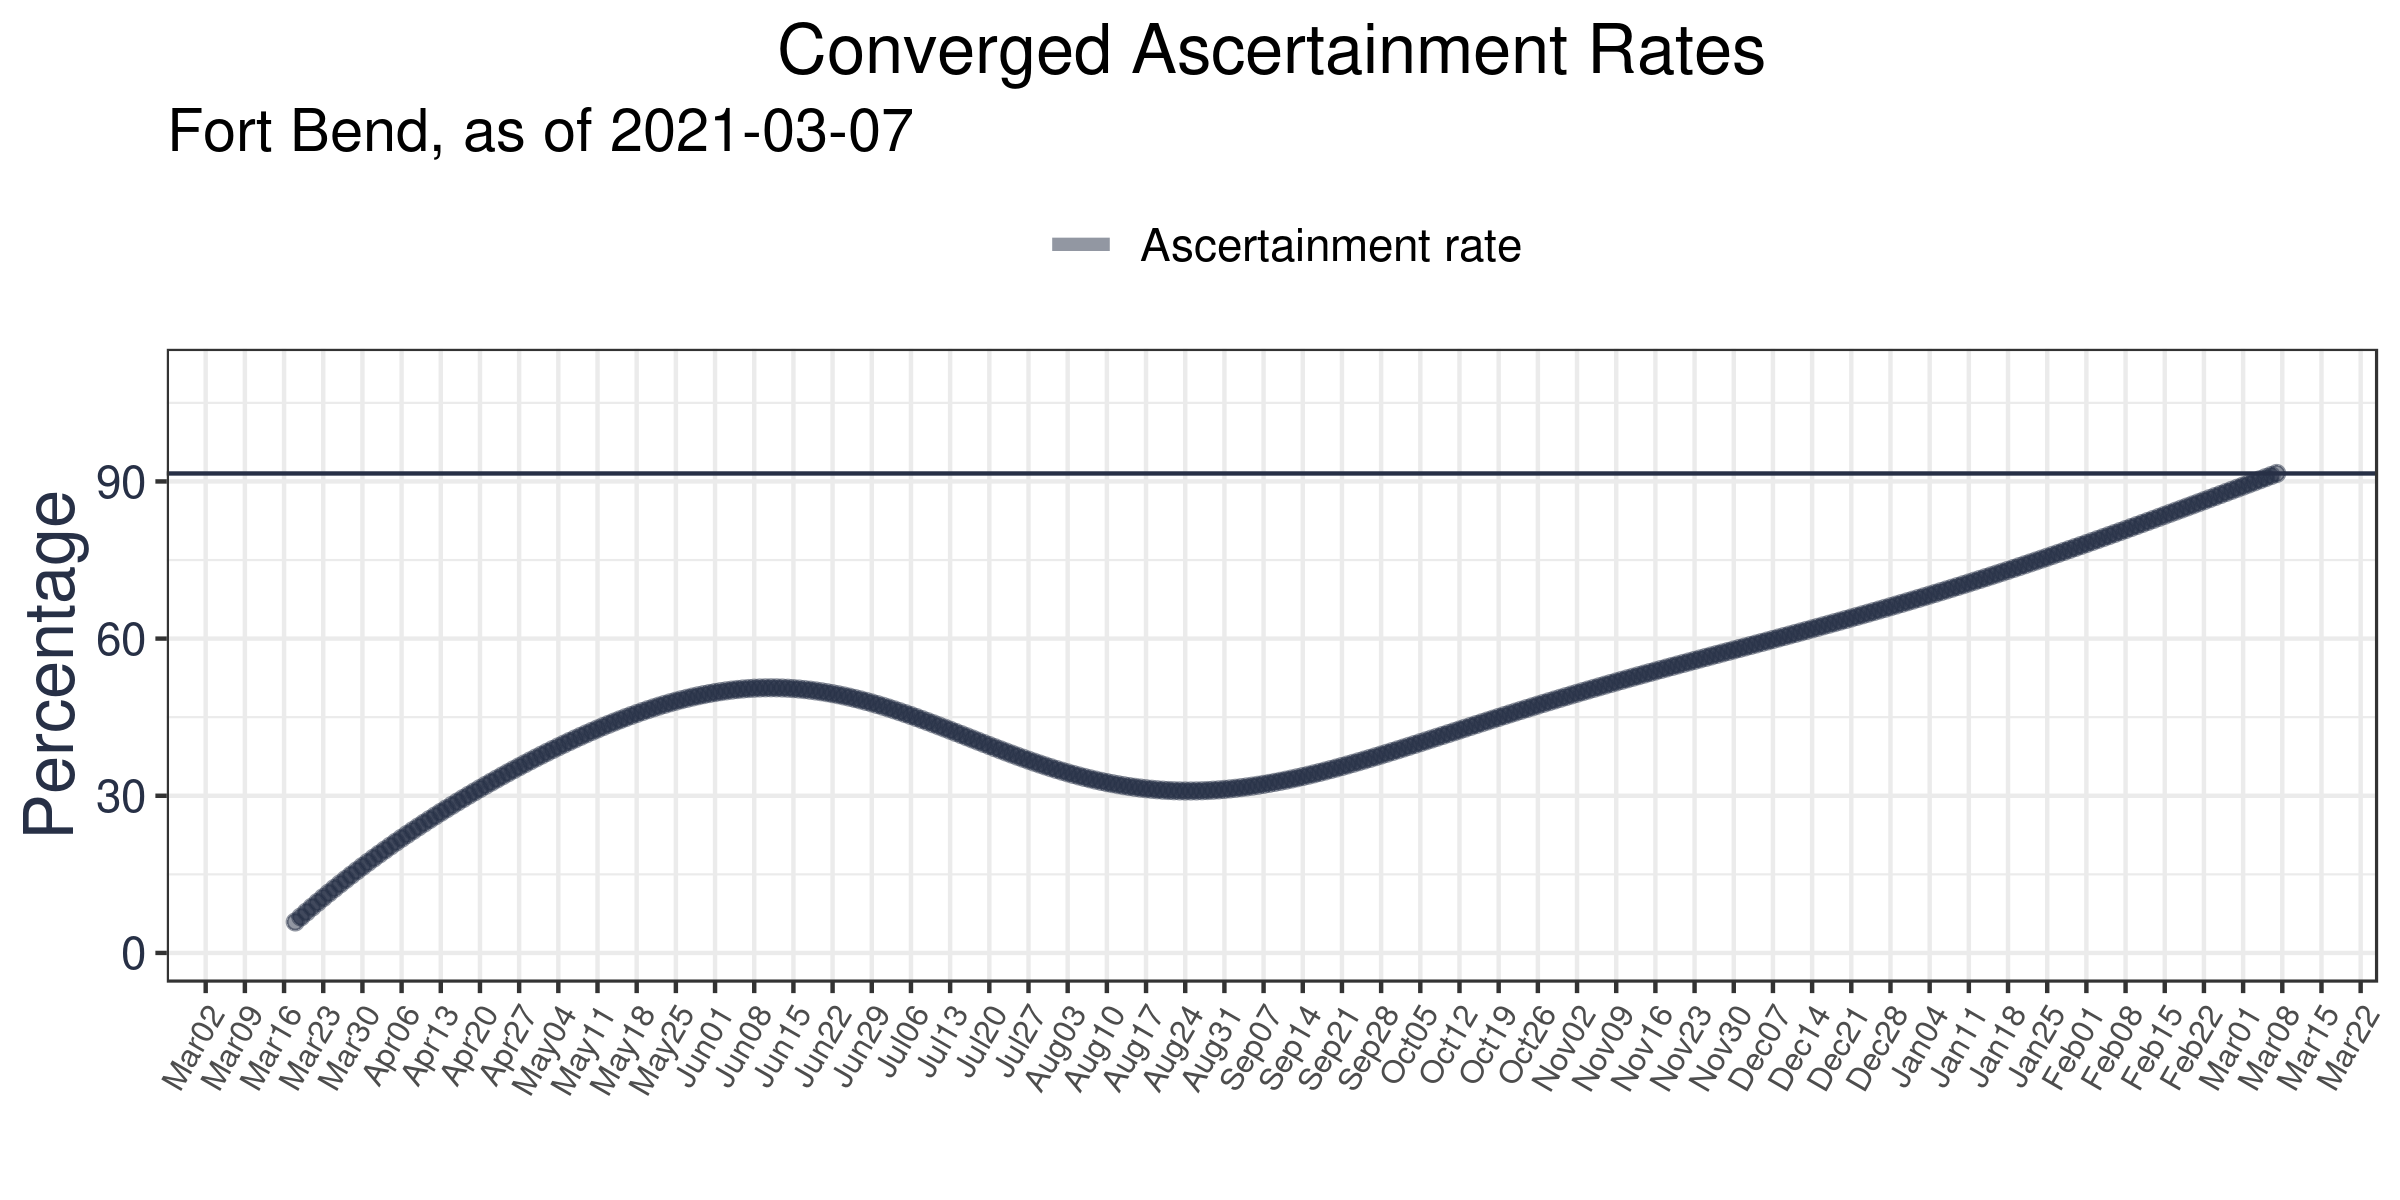 Converged Ascertainment Rates
Fort Bend, as of 2021-03-07
Ascertainment rate
Percentage
90
60
30
0
Mar02 Mar09 Mar16 Mar23 Mar30 Apr06 Apr13 Apr20 Apr27 May04 May11 May18 May25 Jun01 Jun08 Jun15 Jun22 Jun29 Jul06 Jul13 Jul20 Jul27 Aug03 Aug10 Aug17 Aug24 Aug31 Sep07 Sep14 Sep21 Sep28 Oct05 Oct12 Oct19 Oct26 Nov02 Nov09 Nov16 Nov23 Nov30 Dec07 Dec14 Dec21 Dec28 Jan04 Jan11 Jan18 Jan25 Feb01 Feb08 Feb15 Feb22 Mar01 Mar08 Mar15 Mar22